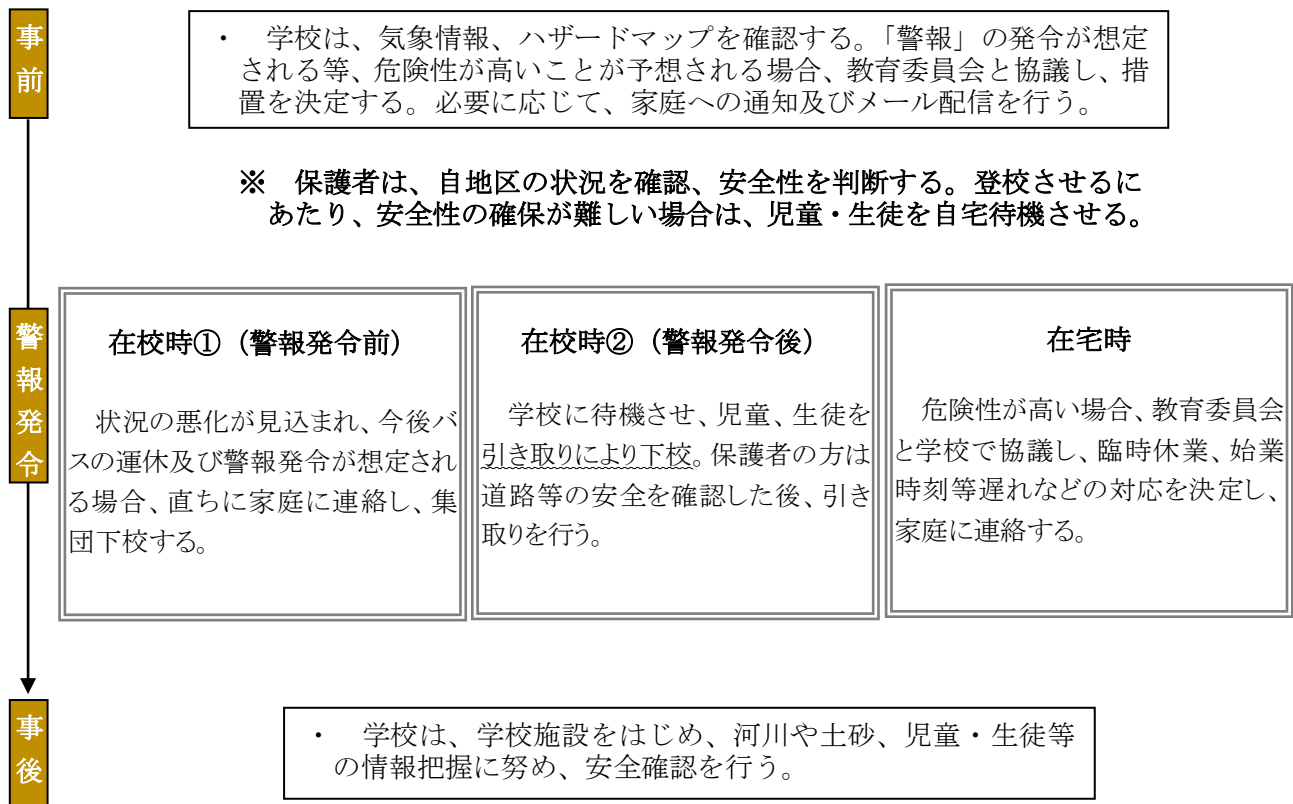 事前
・　学校は、気象情報、ハザードマップを確認する。「警報」の発令が想定
される等、危険性が高いことが予想される場合、教育委員会と協議し、措
置を決定する。必要に応じて、家庭への通知及びメール配信を行う。
※　保護者は、自地区の状況を確認、安全性を判断する。登校させるに
あたり、安全性の確保が難しい場合は、児童・生徒を自宅待機させる。
警報発令
在校時①（警報発令前）
状況の悪化が見込まれ、今後バ
スの運休及び警報発令が想定され
る場合、直ちに家庭に連絡し、集
団下校する。
在校時②（警報発令後）
学校に待機させ、児童、生徒を
引き取りにより下校。保護者の方は
道路等の安全を確認した後、引き
取りを行う。
在宅時
危険性が高い場合、教育委員会
と学校で協議し、臨時休業、始業
時刻等遅れなどの対応を決定し、
家庭に連絡する。
事後
・　学校は、学校施設をはじめ、河川や土砂、児童・生徒等
の情報把握に努め、安全確認を行う。